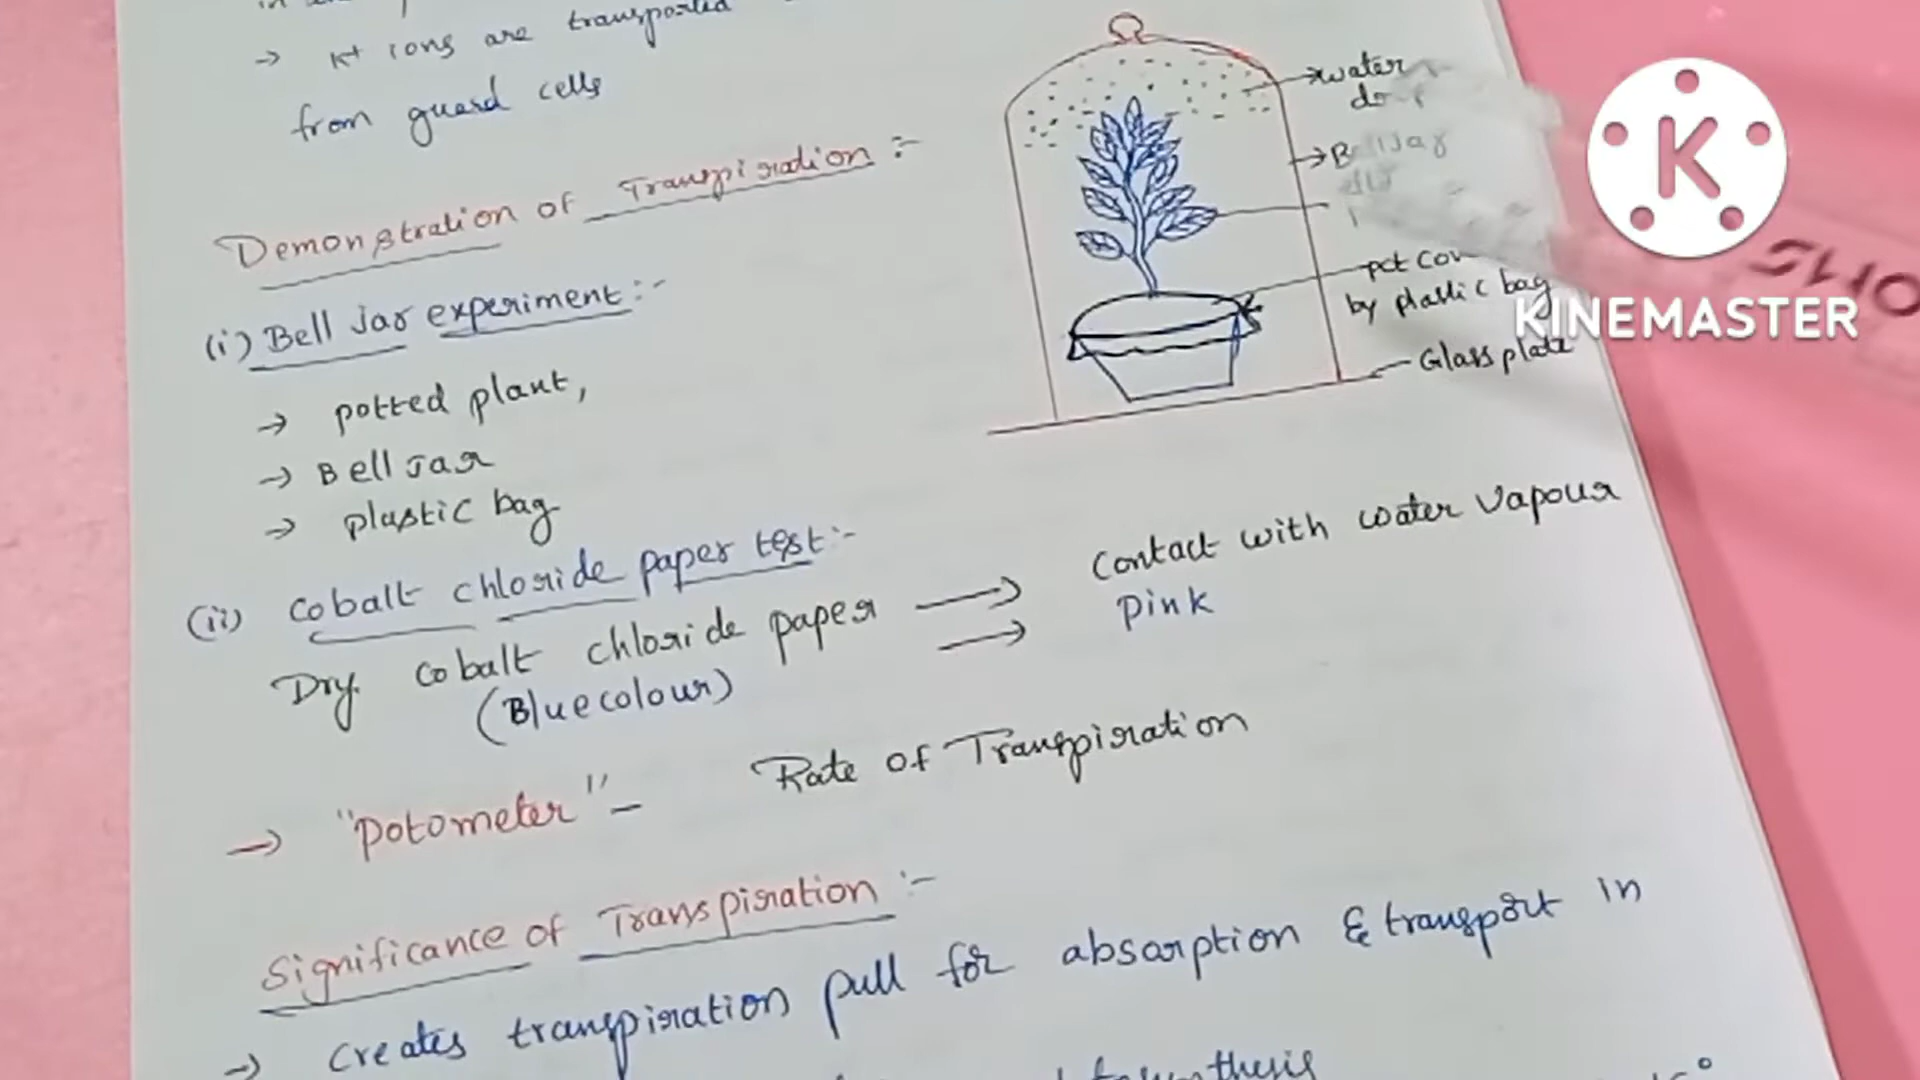 → K+ ions are transported
from guard cells
Demonstration of Transpiration :-
(i) Bell Jar experiment :-
→ potted plant,
→ Bell Jar
→ plastic bag
water
Bell Jar
pot
by plastic bag
Glass plate
(ii) Cobalt chloride paper test :-
Dry cobalt chloride paper → Contact with water vapour
(Blue colour) → pink
→ "Potometer" - Rate of Transpiration
Significance of Transpiration :-
→ Creates transpiration pull for absorption & transport in
K
KINEMASTER